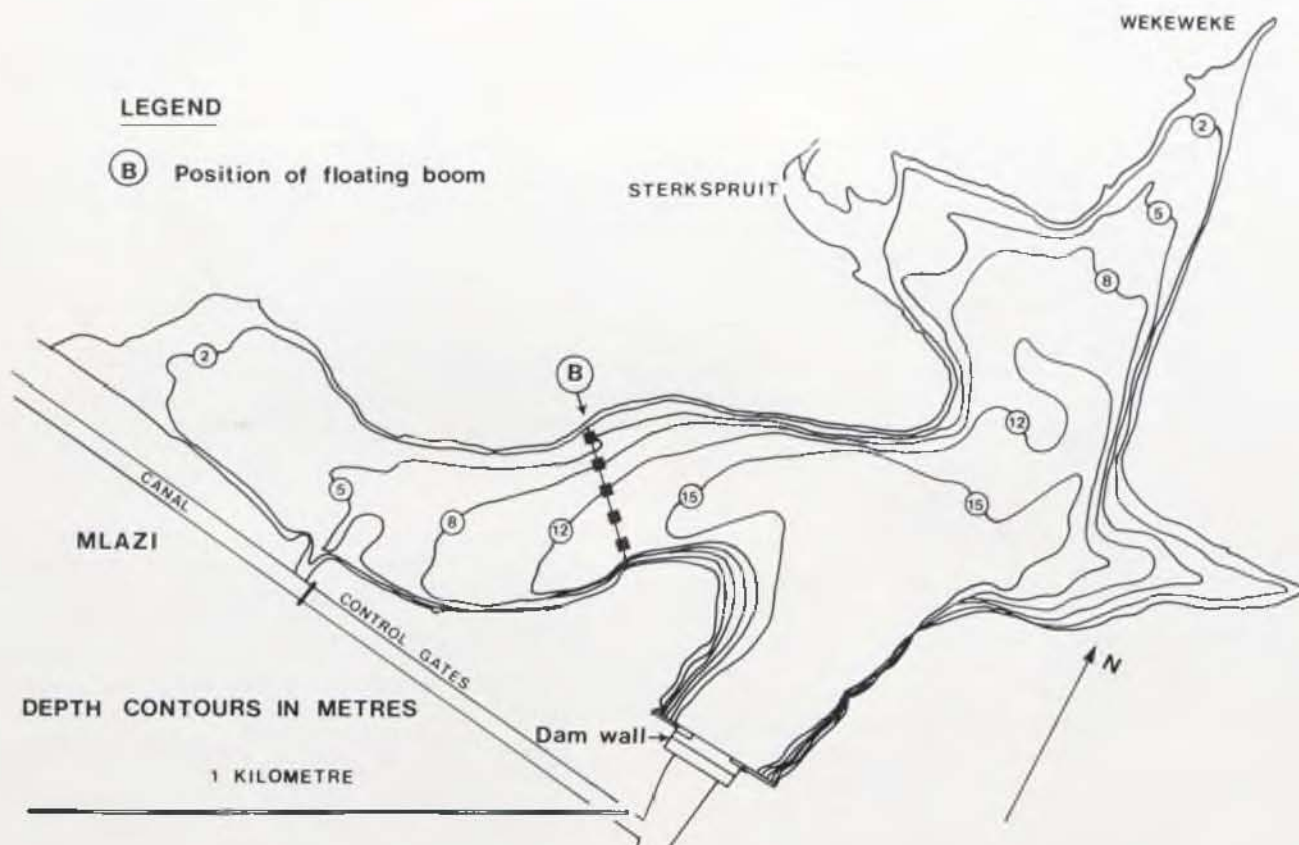 WEKEWEKE
LEGEND
B Position of floating boom
STERKSPRUIT
2
5
8
2
B
12
5
8
12
15
15
CANAL
MLAZI
CONTROL GATES
N
DEPTH CONTOURS IN METRES
Dam wall
1 KILOMETRE